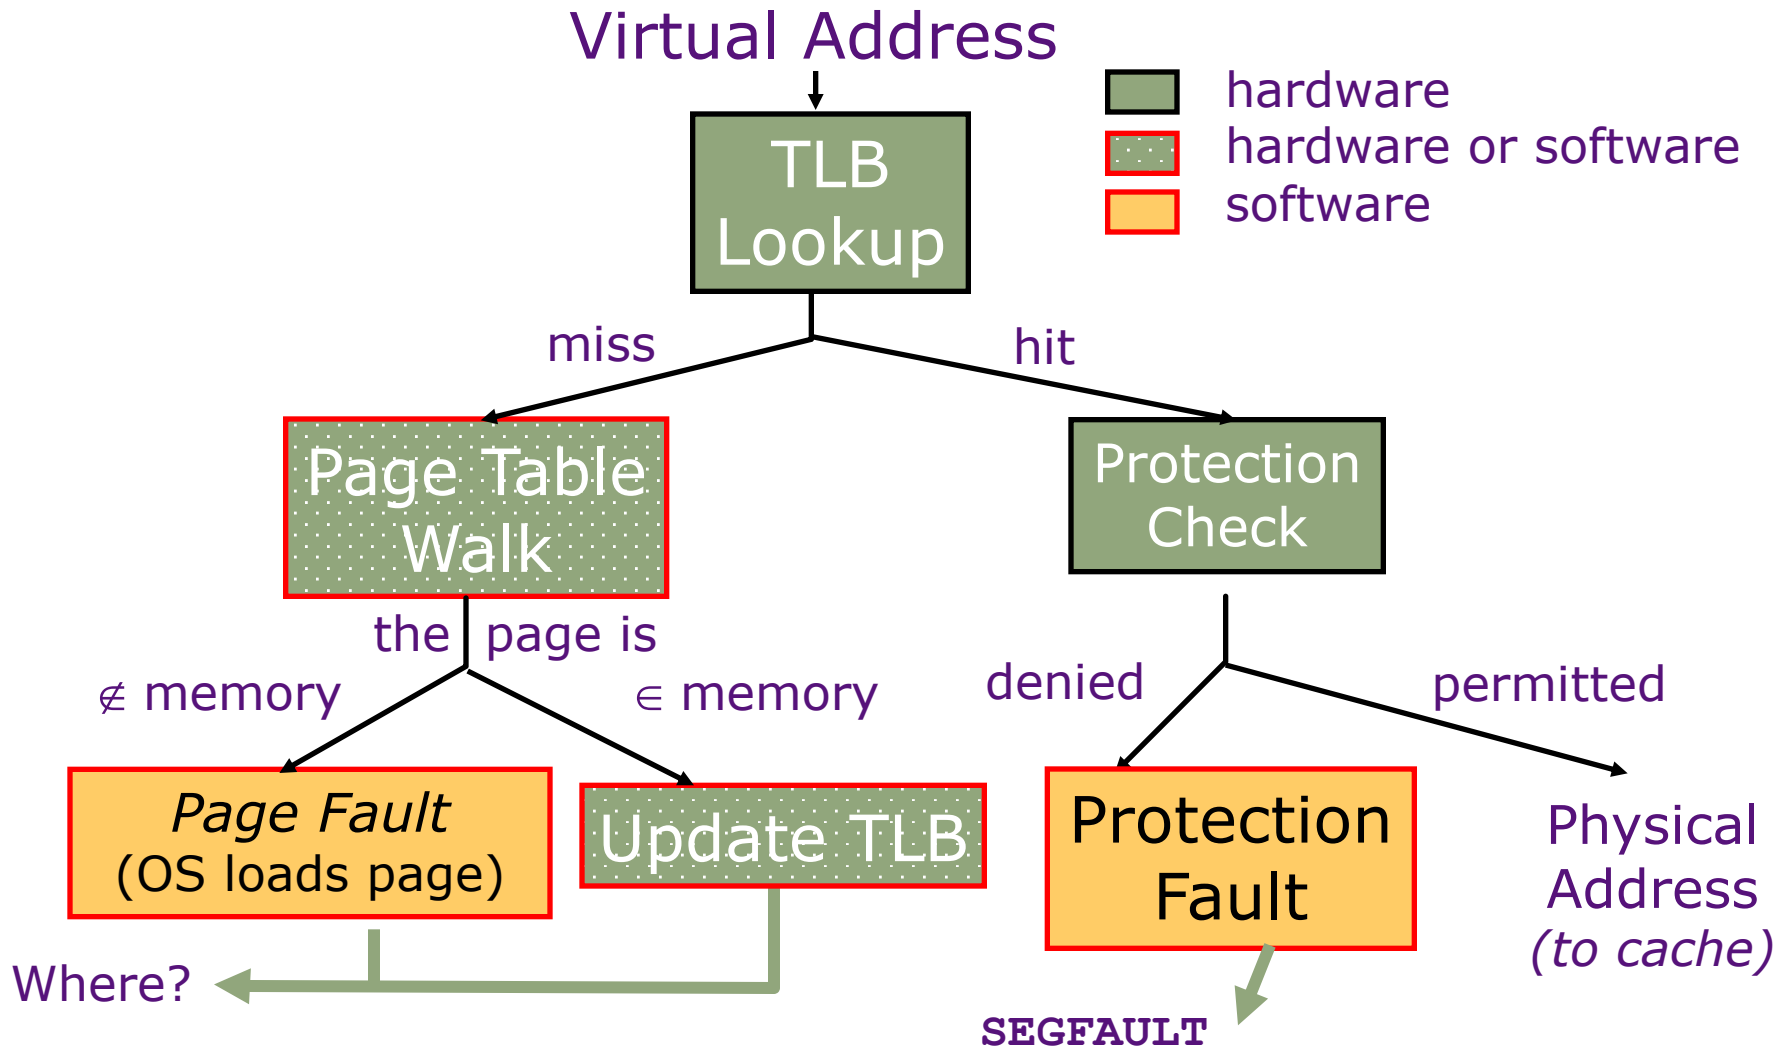 Virtual Address
hardware
hardware or software
software
TLB
Lookup
miss
hit
Page Table
Walk
Protection
Check
the page is
∉ memory
∈ memory
denied
permitted
Page Fault
(OS loads page)
Update TLB
Protection
Fault
Physical
Address
(to cache)
Where?
SEGFAULT